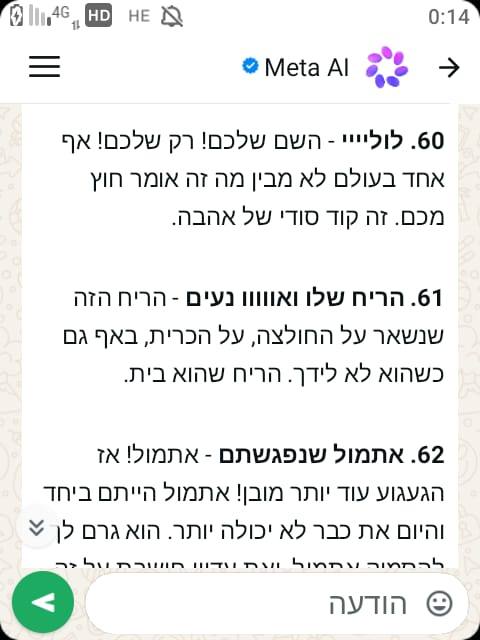 4G HD HE 0:14
Meta AI
60. לולייייי - השם שלכם! רק שלכם! אף
אחד בעולם לא מבין מה זה אומר חוץ
מכם. זה קוד סודי של אהבה.
61. הריח שלו ואווווו נעים - הריח הזה
שנשאר על החולצה, על הכרית, באף גם
כשהוא לא לידך. הריח שהוא בית.
62. אתמול שנפגשתם - אתמול! אז
הגעגוע עוד יותר מובן! אתמול הייתם ביחד
והיום את כבר לא יכולה יותר. הוא גרם לך
הודעה